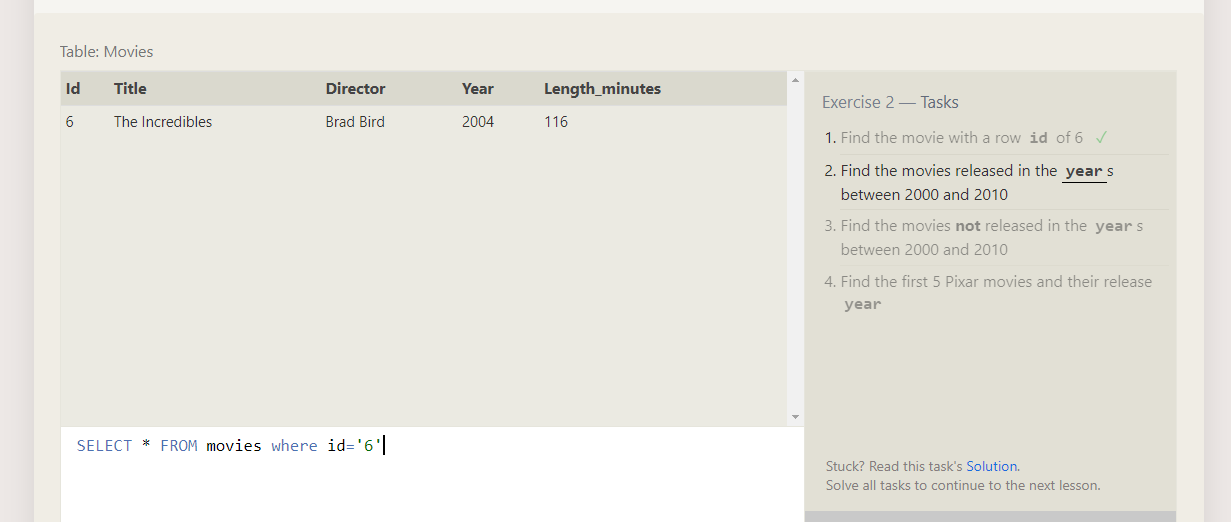 Table: Movies
Id Title Director Year Length_minutes
6 The Incredibles Brad Bird 2004 116
SELECT * FROM movies where id='6'
Exercise 2 — Tasks
1. Find the movie with a row id of 6 ✓
2. Find the movies released in the year s
between 2000 and 2010
3. Find the movies not released in the year s
between 2000 and 2010
4. Find the first 5 Pixar movies and their release
year
Stuck? Read this task's Solution.
Solve all tasks to continue to the next lesson.